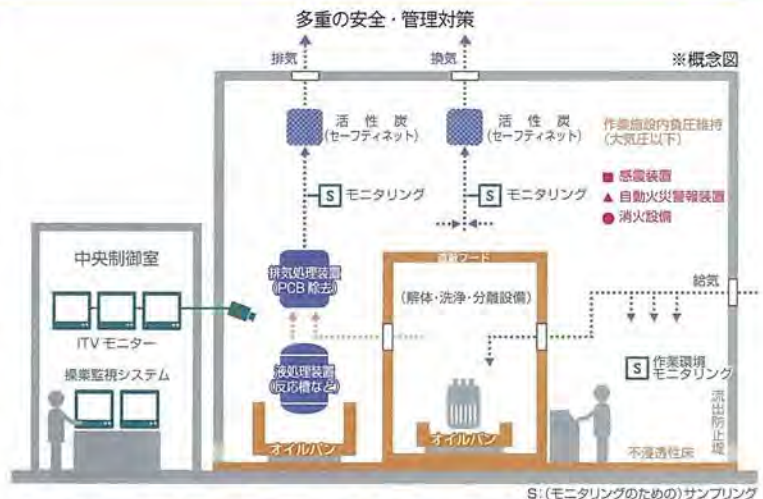 多重の安全・管理対策
排気
換気
※概念図
活性炭
(セーフティネット)
活性炭
(セーフティネット)
作業施設内負圧維持
(大気圧以下)
S モニタリング
S モニタリング
■ 感震装置
▲ 自動火災警報装置
● 消火設備
中央制御室
排気処理装置
(PCB 除去)
遮蔽フード
(解体・洗浄・分離設備)
給気
ITV モニター
操業監視システム
液処理装置
(反応槽など)
S 作業環境
モニタリング
流出防止堤
オイルパン
オイルパン
不浸透性床
S:(モニタリングのための)サンプリング